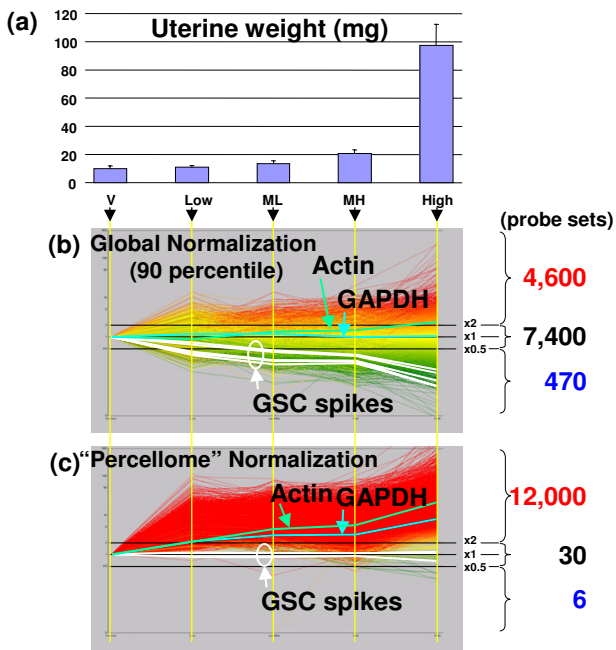 (a)
Uterine weight (mg)
120
100
80
60
40
20
0
V Low ML MH High
(probe sets)
(b)
Global Normalization
(90 percentile)
Actin
GAPDH
GSC spikes
x2
x1
x0.5
4,600
7,400
470
(c)
“Percellome” Normalization
Actin
GAPDH
GSC spikes
x2
x1
x0.5
12,000
30
6